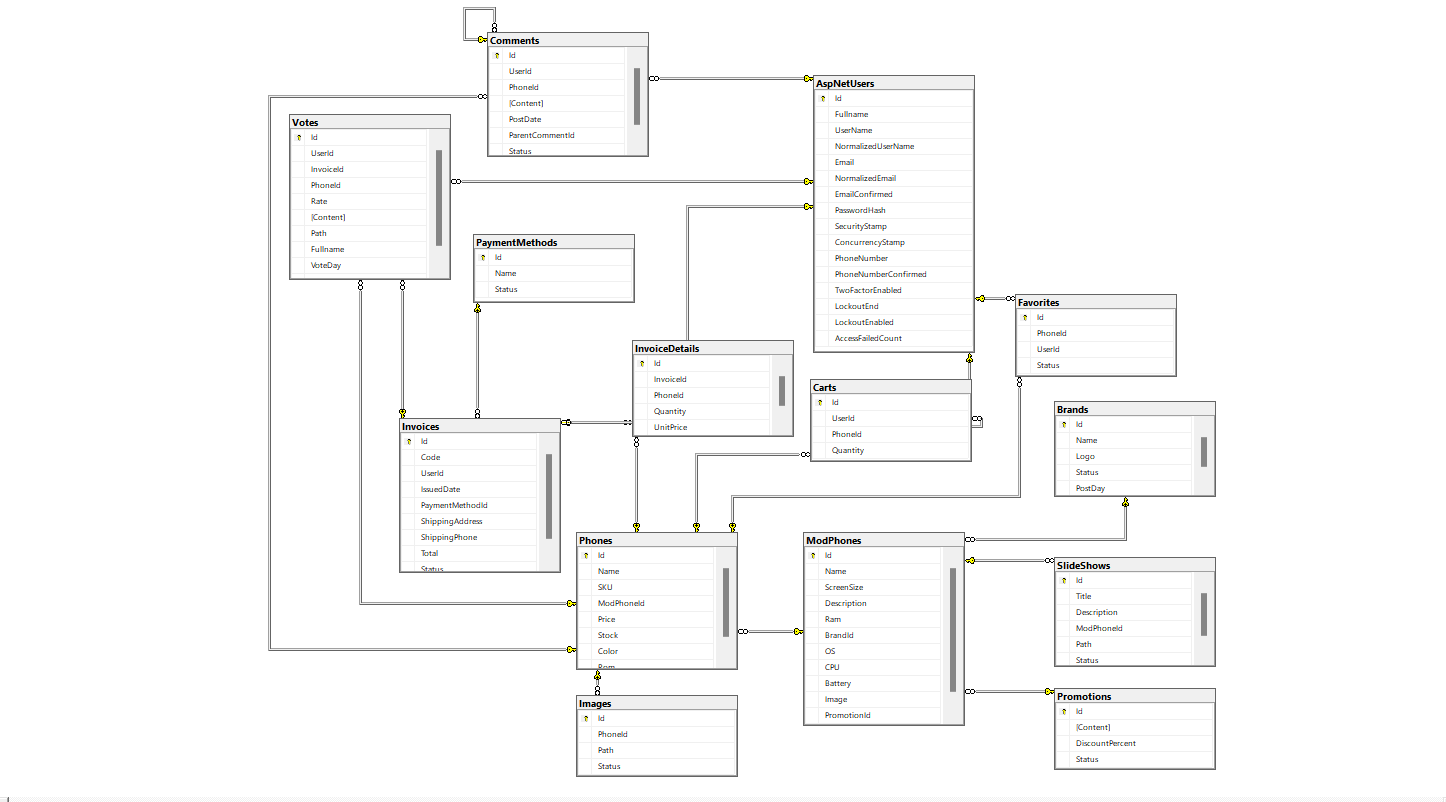 Comments
Id
UserId
PhoneId
[Content]
PostDate
ParentCommentId
Status
AspNetUsers
Id
Fullname
UserName
NormalizedUserName
Email
NormalizedEmail
EmailConfirmed
PasswordHash
SecurityStamp
ConcurrencyStamp
PhoneNumber
PhoneNumberConfirmed
TwoFactorEnabled
LockoutEnd
LockoutEnabled
AccessFailedCount
Votes
Id
UserId
InvoiceId
PhoneId
Rate
[Content]
Path
Fullname
VoteDay
PaymentMethods
Id
Name
Status
Favorites
Id
PhoneId
UserId
Status
InvoiceDetails
Id
InvoiceId
PhoneId
Quantity
UnitPrice
Carts
Id
UserId
PhoneId
Quantity
Brands
Id
Name
Logo
Status
PostDay
Invoices
Id
Code
UserId
IssuedDate
PaymentMethodId
ShippingAddress
ShippingPhone
Total
Status
Phones
Id
Name
SKU
ModPhoneId
Price
Stock
Color
Rom
ModPhones
Id
Name
ScreenSize
Description
Ram
BrandId
OS
CPU
Battery
Image
PromotionId
SlideShows
Id
Title
Description
ModPhoneId
Path
Status
Images
Id
PhoneId
Path
Status
Promotions
Id
[Content]
DiscountPercent
Status